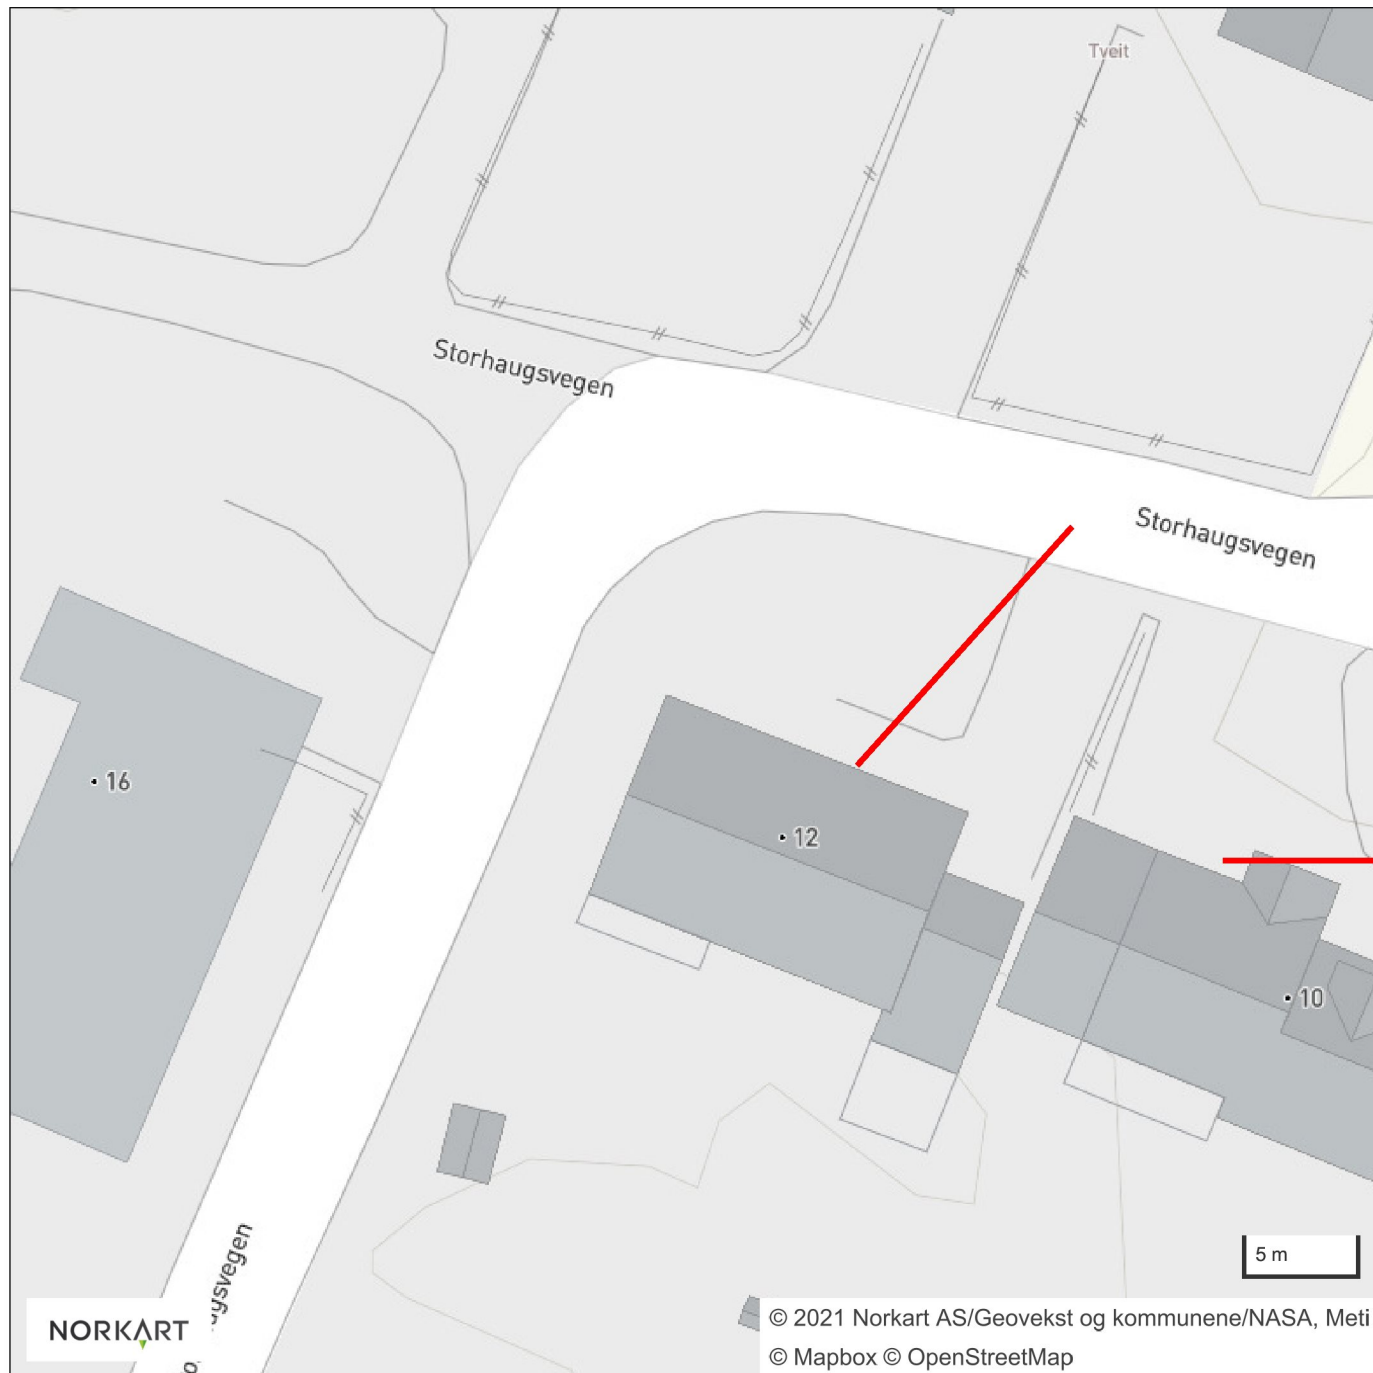 Tveit
Storhaugsvegen
Storhaugsvegen
16
12
10
5 m
NORKART
© 2021 Norkart AS/Geovekst og kommunene/NASA, Meti
© Mapbox © OpenStreetMap